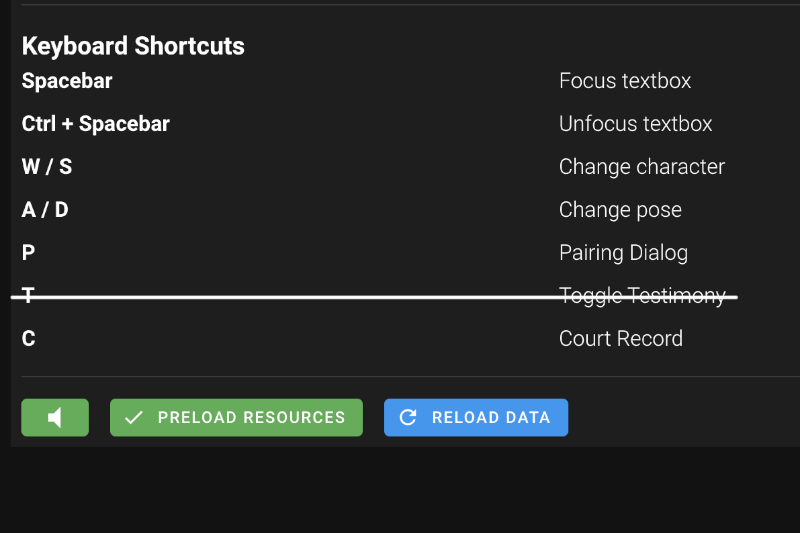 Keyboard Shortcuts
Spacebar Focus textbox
Ctrl + Spacebar Unfocus textbox
W / S Change character
A / D Change pose
P Pairing Dialog
T Toggle Testimony
C Court Record
PRELOAD RESOURCES RELOAD DATA